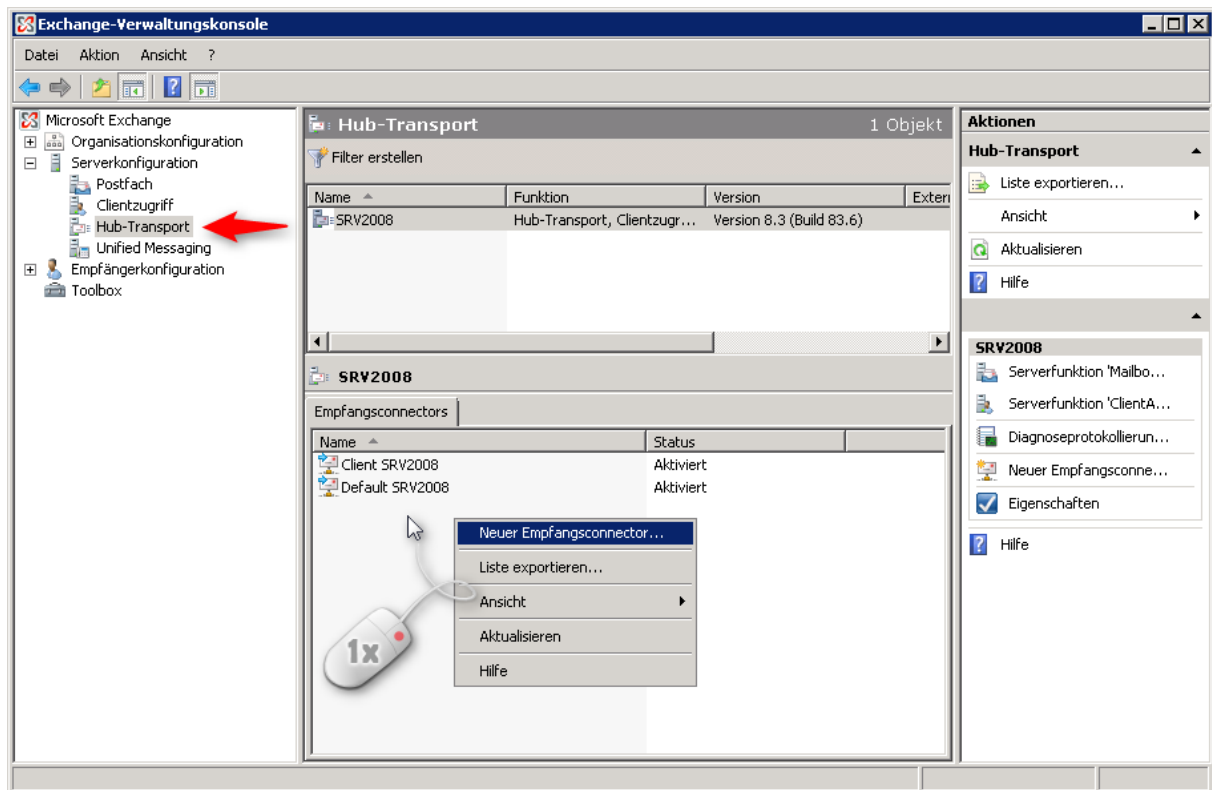 Exchange-Verwaltungskonsole
Datei Aktion Ansicht ?
Microsoft Exchange
Organisationskonfiguration
Serverkonfiguration
Postfach
Clientzugriff
Hub-Transport
Unified Messaging
Empfängerkonfiguration
Toolbox
Hub-Transport 1 Objekt
Filter erstellen
Name Funktion Version Extern
SRV2008 Hub-Transport, Clientzugr... Version 8.3 (Build 83.6)
SRV2008
Empfangsconnectors
Name Status
Client SRV2008 Aktiviert
Default SRV2008 Aktiviert
Neuer Empfangsconnector...
Liste exportieren...
Ansicht
Aktualisieren
Hilfe
1x
Aktionen
Hub-Transport
Liste exportieren...
Ansicht
Aktualisieren
Hilfe
SRV2008
Serverfunktion 'Mailbo...
Serverfunktion 'ClientA...
Diagnoseprotokollierun...
Neuer Empfangsconne...
Eigenschaften
Hilfe